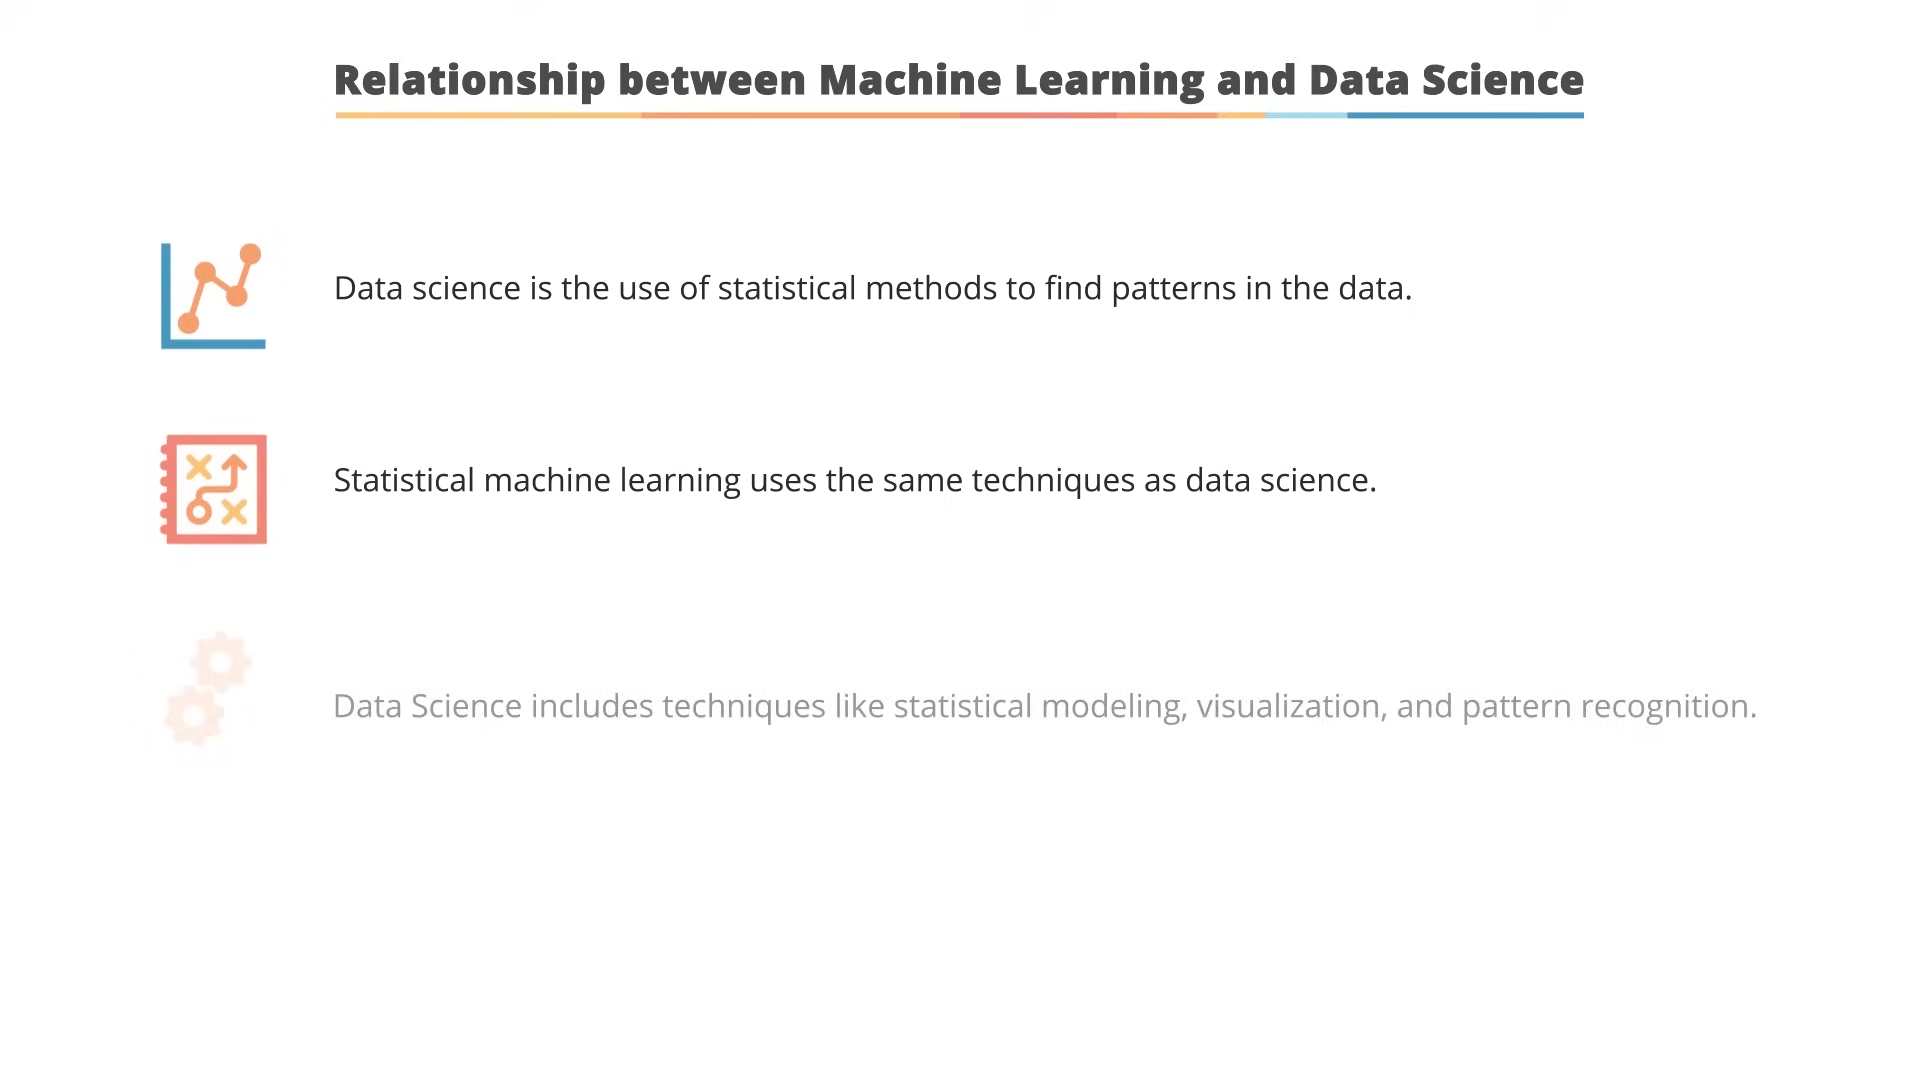 Relationship between Machine Learning and Data Science
Data science is the use of statistical methods to find patterns in the data.
Statistical machine learning uses the same techniques as data science.
Data Science includes techniques like statistical modeling, visualization, and pattern recognition.